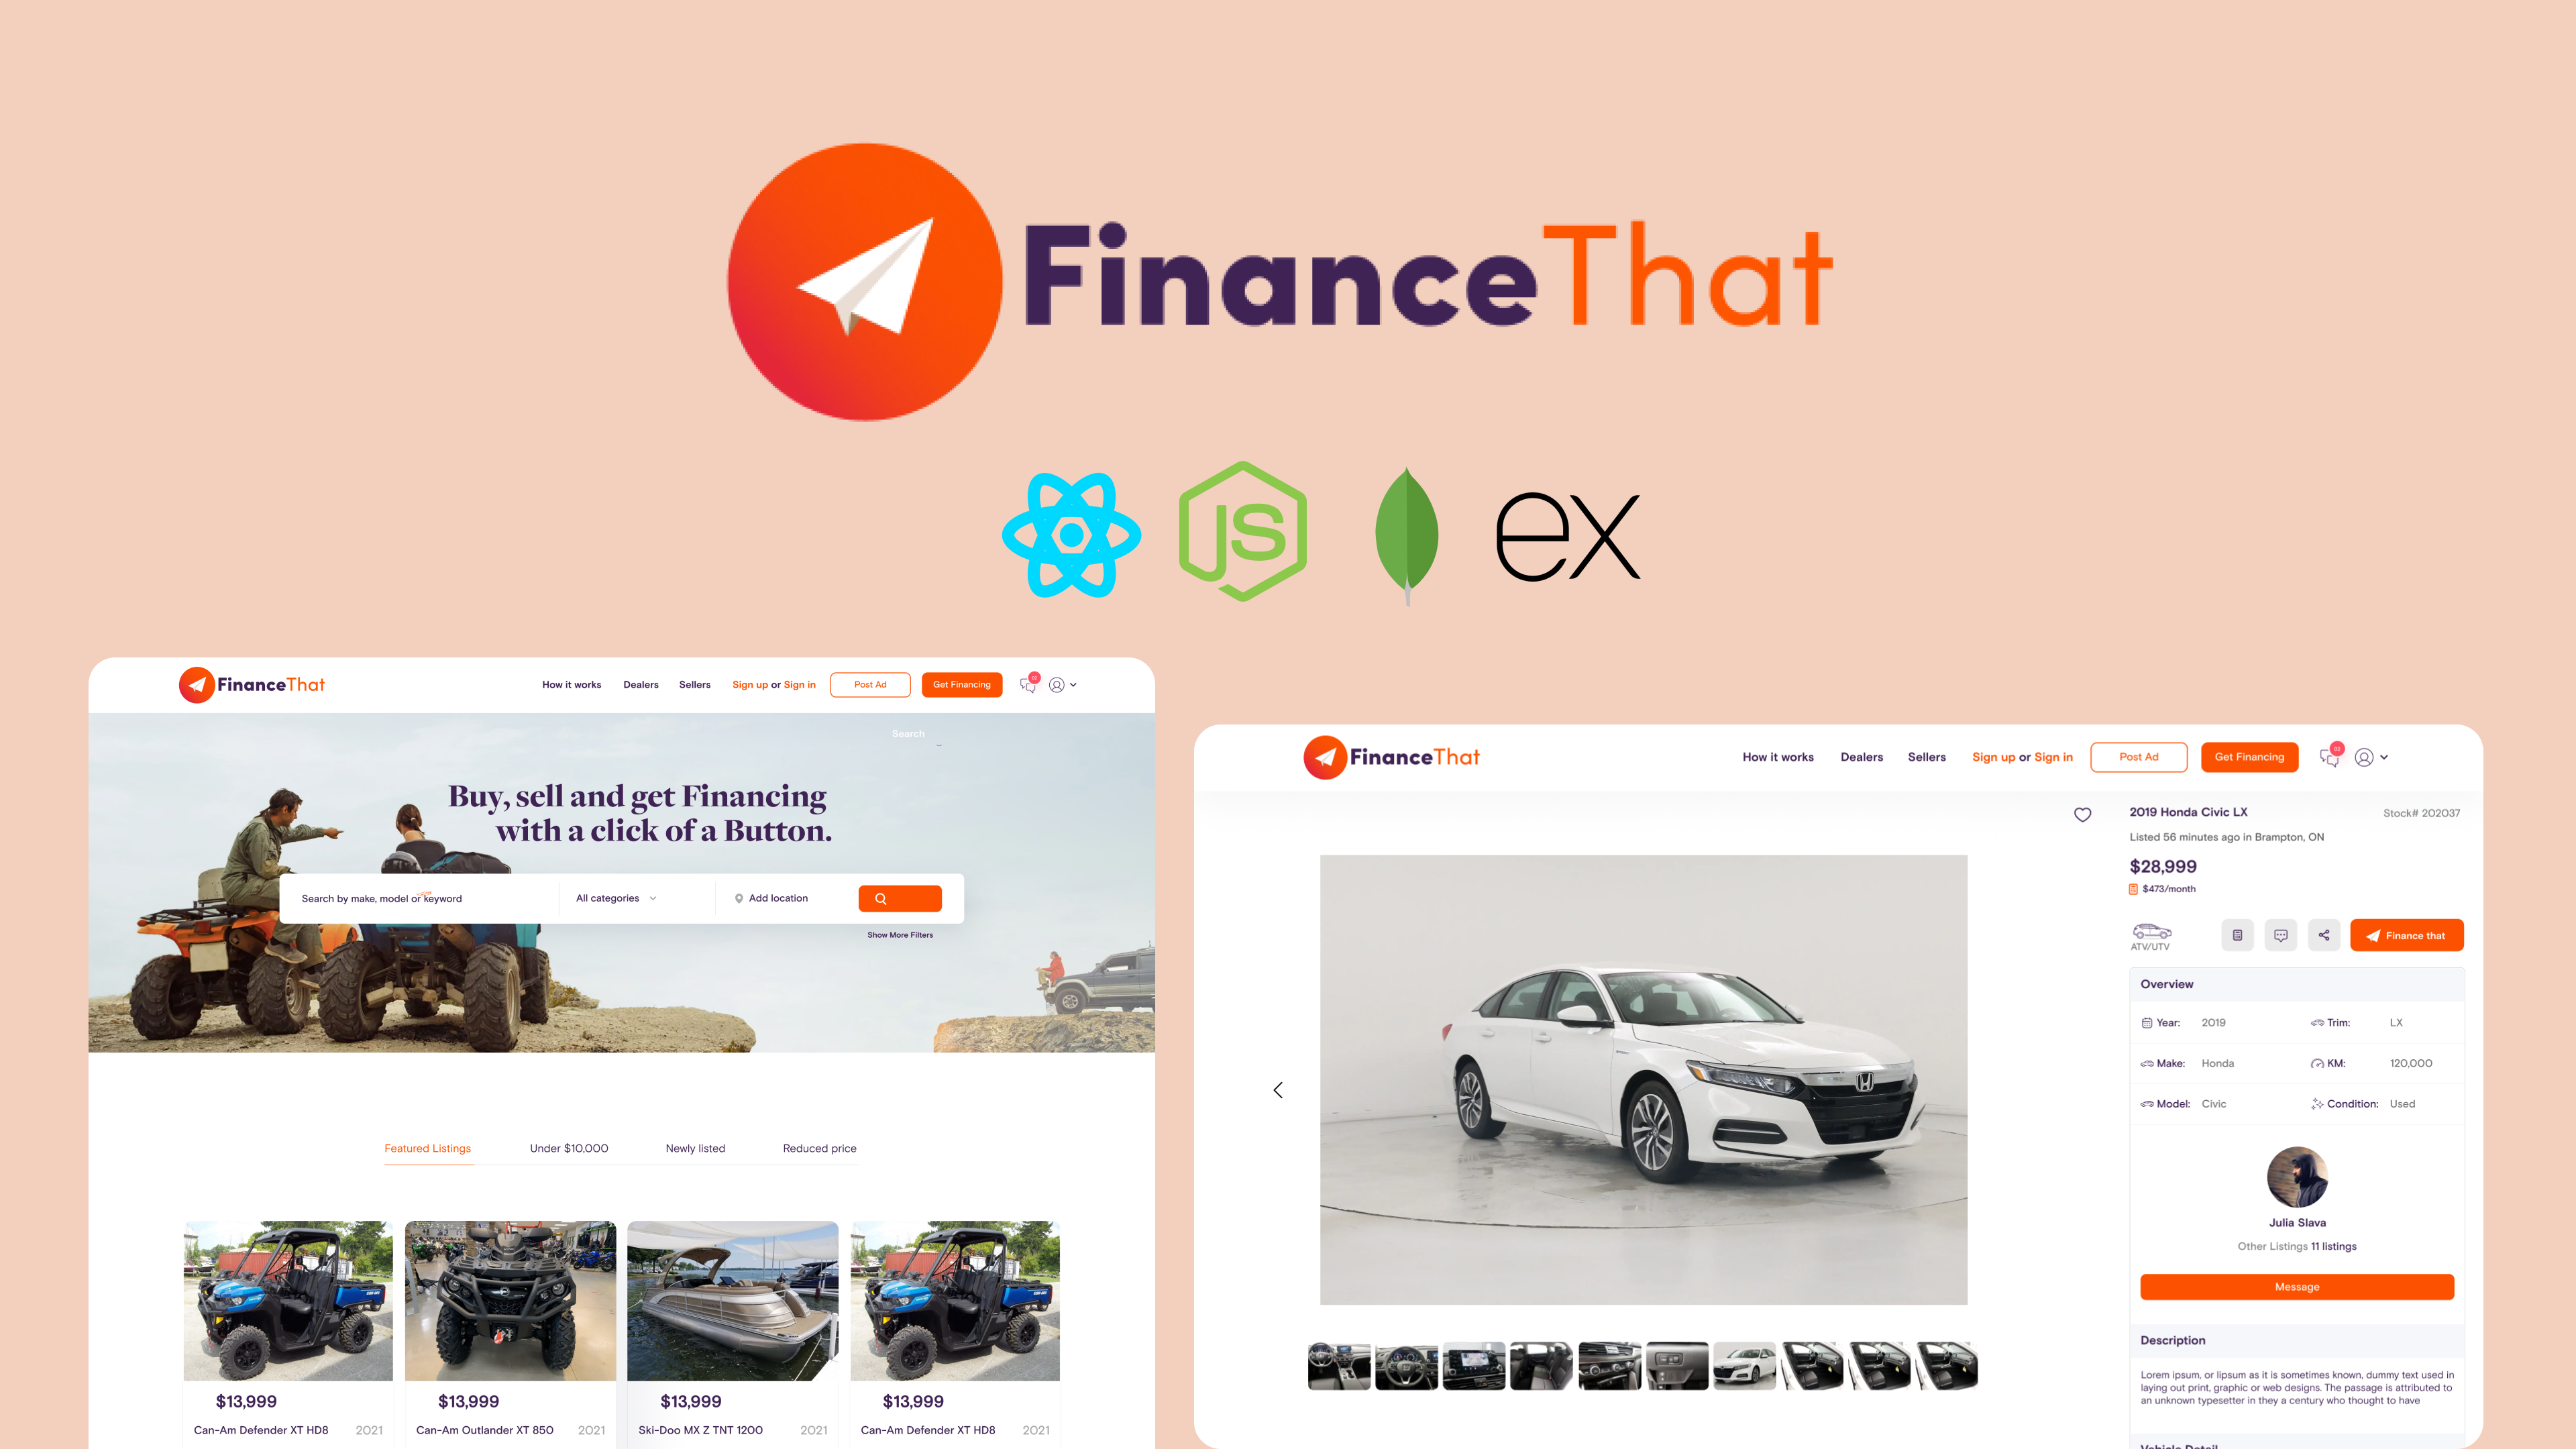 FinanceThat
JS
ex
FinanceThat
How it works
Dealers
Sellers
Sign up or Sign in
Post Ad
Get Financing
Search
Buy, sell and get Financing
with a click of a Button.
Search by make, model or keyword
All categories
Add location
Show More Filters
Featured Listings
Under $10,000
Newly listed
Reduced price
$13,999
Can-Am Defender XT HD8 2021
$13,999
Can-Am Outlander XT 850 2021
$13,999
Ski-Doo MX Z TNT 1200 2021
$13,999
Can-Am Defender XT HD8 2021
FinanceThat
How it works
Dealers
Sellers
Sign up or Sign in
Post Ad
Get Financing
2019 Honda Civic LX
Stock# 202037
Listed 56 minutes ago in Brampton, ON
$28,999
$473/month
ATV/UTV
Finance that
Overview
Year: 2019
Trim: LX
Make: Honda
KM: 120,000
Model: Civic
Condition: Used
Julia Slava
Other Listings 11 listings
Message
Description
Lorem ipsum, or lipsum as it is sometimes known, dummy text used in
laying out print, graphic or web designs. The passage is attributed to
an unknown typesetter in they a century who thought to have